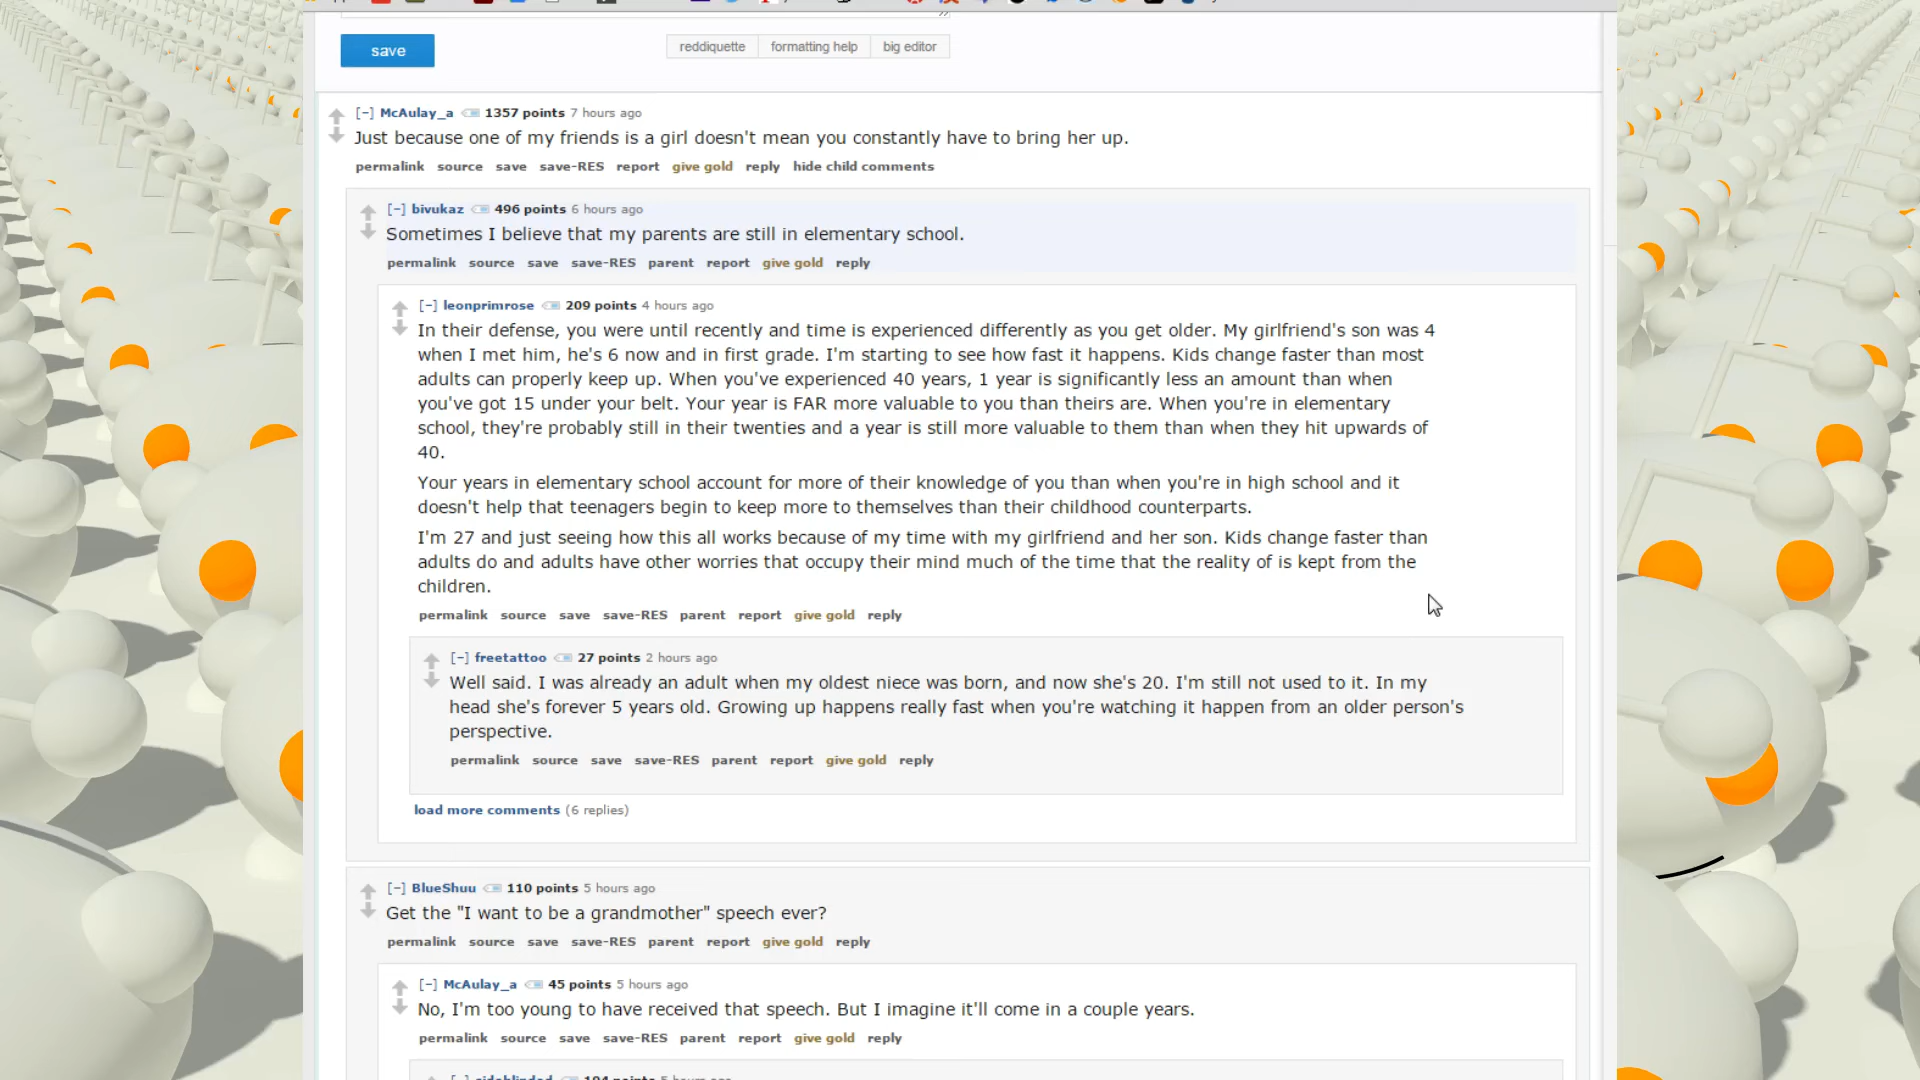 save
reddiquette formatting help big editor
[–] McAulay_a 1357 points 7 hours ago
Just because one of my friends is a girl doesn't mean you constantly have to bring her up.
permalink source save save-RES report give gold reply hide child comments
[–] bivukaz 496 points 6 hours ago
Sometimes I believe that my parents are still in elementary school.
permalink source save save-RES parent report give gold reply
[–] leonprimrose 209 points 4 hours ago
In their defense, you were until recently and time is experienced differently as you get older. My girlfriend's son was 4
when I met him, he's 6 now and in first grade. I'm starting to see how fast it happens. Kids change faster than most
adults can properly keep up. When you've experienced 40 years, 1 year is significantly less an amount than when
you've got 15 under your belt. Your year is FAR more valuable to you than theirs are. When you're in elementary
school, they're probably still in their twenties and a year is still more valuable to them than when they hit upwards of
40.
Your years in elementary school account for more of their knowledge of you than when you're in high school and it
doesn't help that teenagers begin to keep more to themselves than their childhood counterparts.
I'm 27 and just seeing how this all works because of my time with my girlfriend and her son. Kids change faster than
adults do and adults have other worries that occupy their mind much of the time that the reality of is kept from the
children.
permalink source save save-RES parent report give gold reply
[–] freetattoo 27 points 2 hours ago
Well said. I was already an adult when my oldest niece was born, and now she's 20. I'm still not used to it. In my
head she's forever 5 years old. Growing up happens really fast when you're watching it happen from an older person's
perspective.
permalink source save save-RES parent report give gold reply
load more comments (6 replies)
[–] BlueShuu 110 points 5 hours ago
Get the "I want to be a grandmother" speech ever?
permalink source save save-RES parent report give gold reply
[–] McAulay_a 45 points 5 hours ago
No, I'm too young to have received that speech. But I imagine it'll come in a couple years.
permalink source save save-RES parent report give gold reply